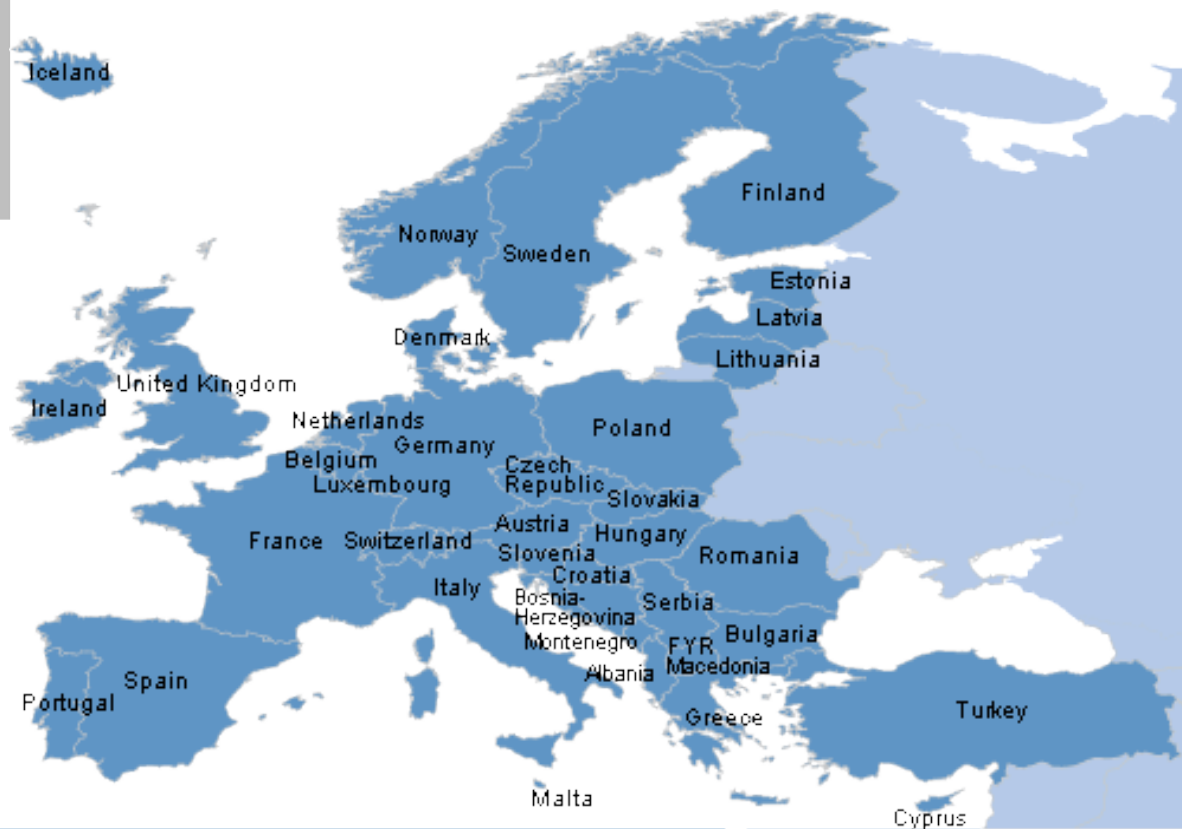 Iceland
Finland
Norway
Sweden
Estonia
Latvia
Denmark
Lithuania
United Kingdom
Ireland
Netherlands
Poland
Germany
Belgium
Czech
Republic
Luxembourg
Slovakia
Austria
Hungary
France
Switzerland
Slovenia
Romania
Croatia
Italy
Bosnia-
Herzegovina
Serbia
Bulgaria
Montenegro
FYR
Macedonia
Albania
Spain
Portugal
Turkey
Greece
Malta
Cyprus